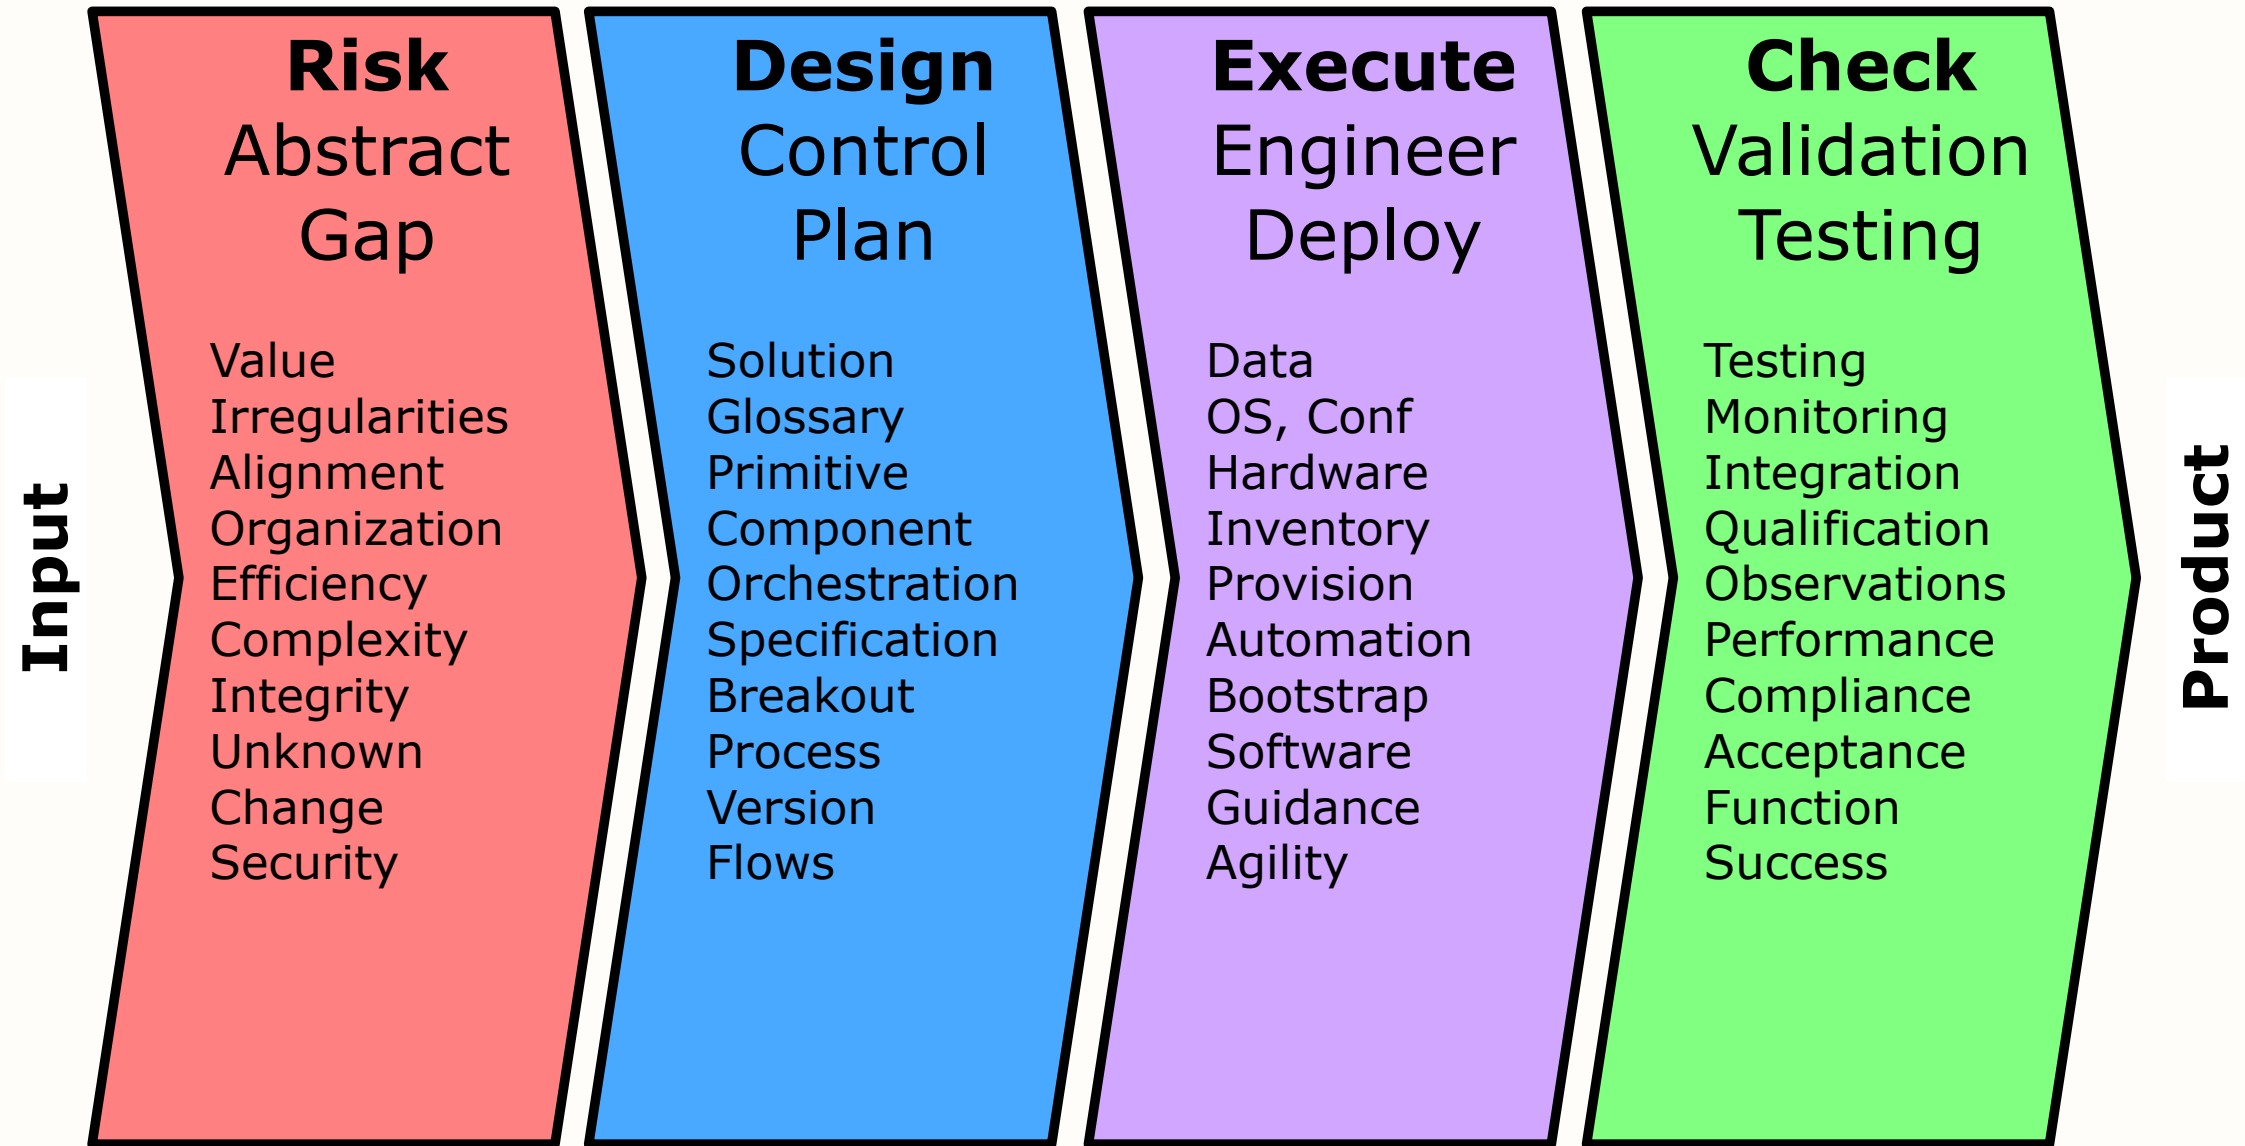 Input
Risk
Abstract
Gap
Value
Irregularities
Alignment
Organization
Efficiency
Complexity
Integrity
Unknown
Change
Security
Design
Control
Plan
Solution
Glossary
Primitive
Component
Orchestration
Specification
Breakout
Process
Version
Flows
Execute
Engineer
Deploy
Data
OS, Conf
Hardware
Inventory
Provision
Automation
Bootstrap
Software
Guidance
Agility
Check
Validation
Testing
Testing
Monitoring
Integration
Qualification
Observations
Performance
Compliance
Acceptance
Function
Success
Product